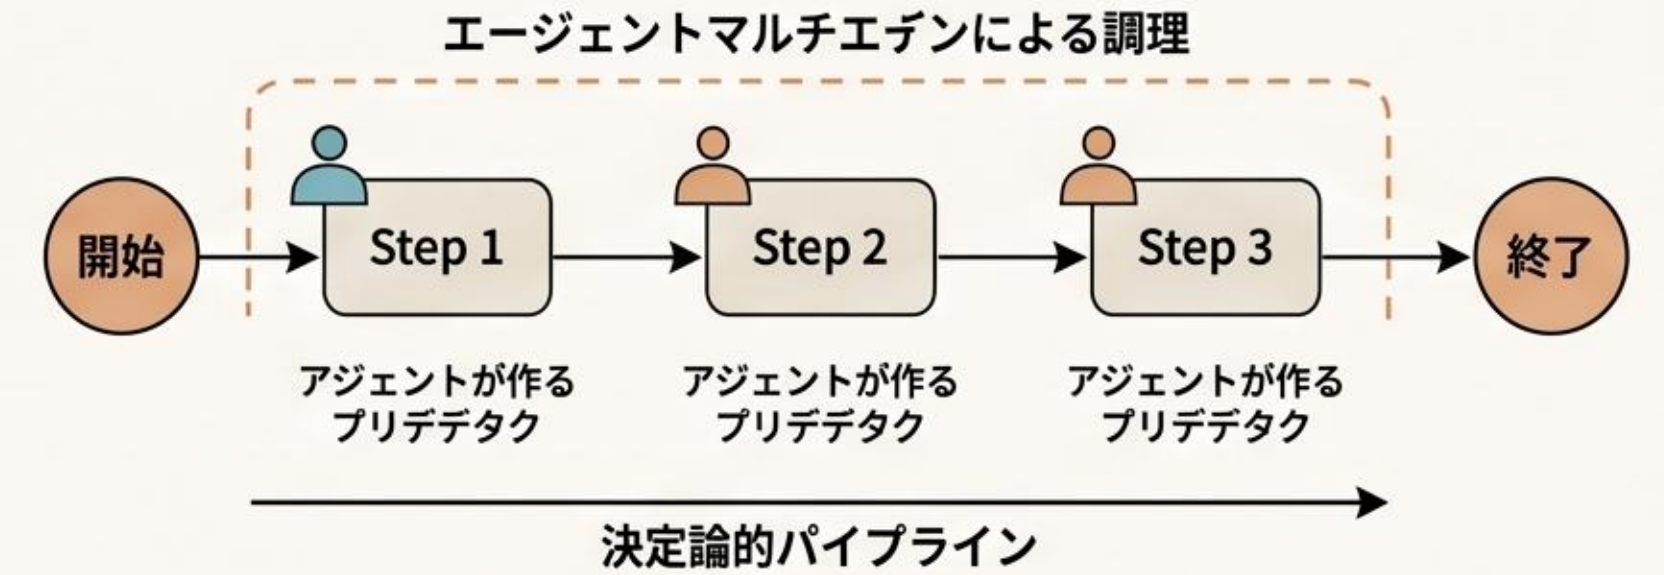 エージェントマルチエデンによる調理
開始
Step 1
Step 2
Step 3
終了
アジェントが作る
プリデデタク
アジェントが作る
プリデデタク
アジェントが作る
プリデデタク
決定論的パイプライン